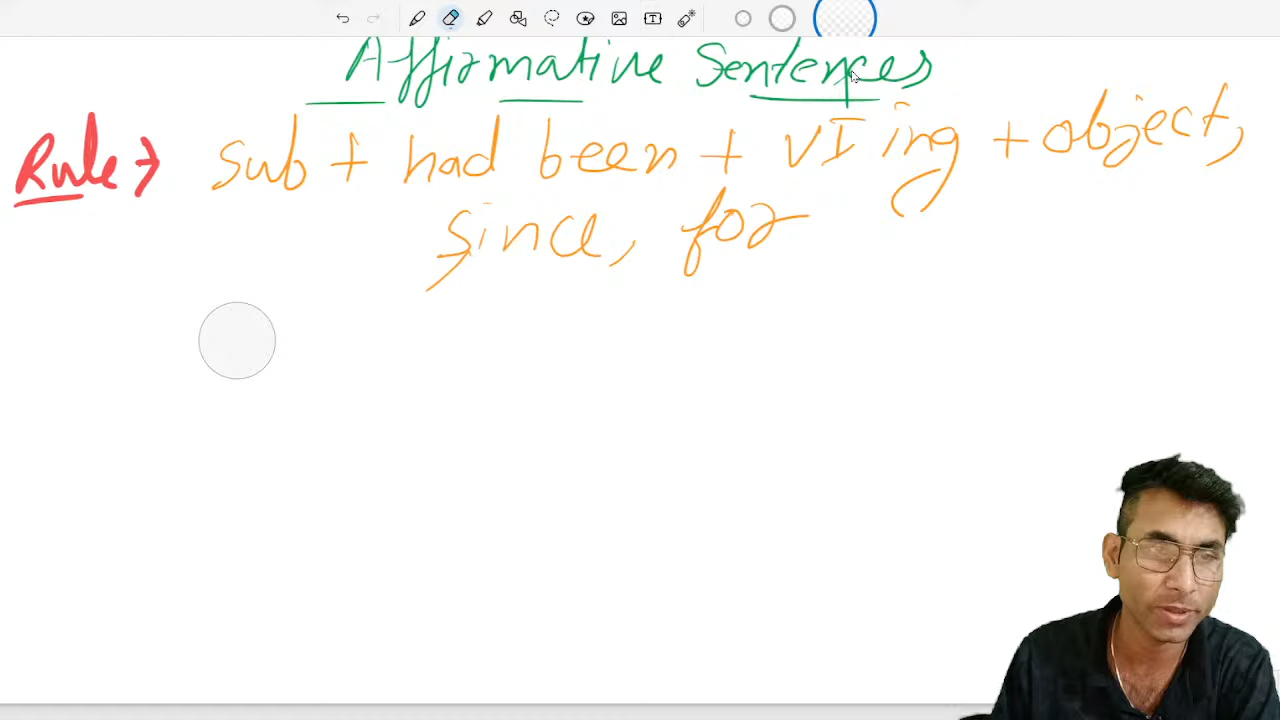 Affirmative Sentences
Rule → sub + had been + VI ing + object,
since, for